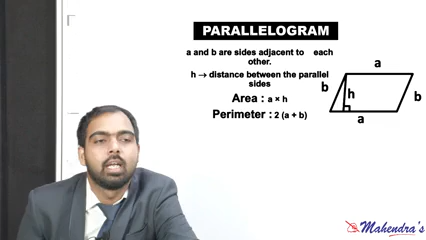 PARALLELOGRAM
a and b are sides adjacent to each
other.
h → distance between the parallel
sides
Area : a × h
Perimeter : 2 (a + b)
a
b
h
b
a
Mahendra's